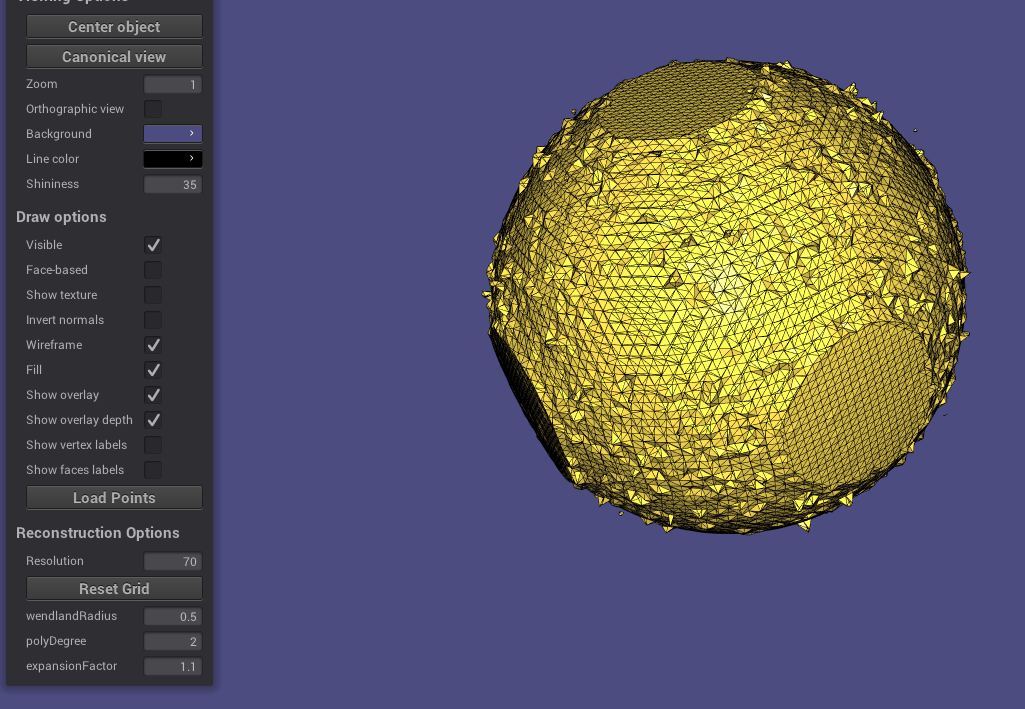 Center object
Canonical view
Zoom 1
Orthographic view
Background
Line color
Shininess 35
Draw options
Visible
Face-based
Show texture
Invert normals
Wireframe
Fill
Show overlay
Show overlay depth
Show vertex labels
Show faces labels
Load Points
Reconstruction Options
Resolution 70
Reset Grid
wendlandRadius 0.5
polyDegree 2
expansionFactor 1.1